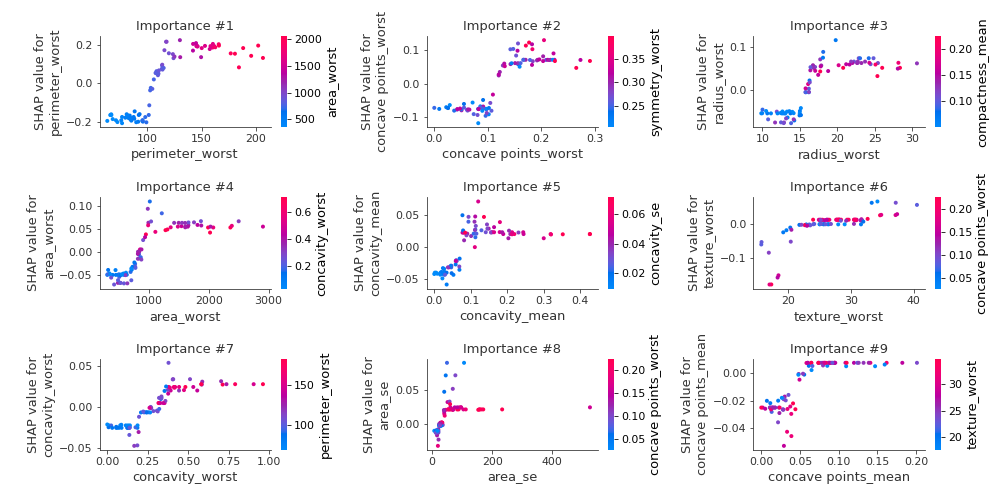 Importance #1
SHAP value for
perimeter_worst
0.2
0.0
−0.2
100
150
200
perimeter_worst
2000
1500
1000
500
area_worst
Importance #2
SHAP value for
concave points_worst
0.1
0.0
−0.1
0.0
0.1
0.2
0.3
concave points_worst
0.35
0.30
0.25
symmetry_worst
Importance #3
SHAP value for
radius_worst
0.1
0.0
10
15
20
25
30
radius_worst
0.20
0.15
0.10
compactness_mean
Importance #4
SHAP value for
area_worst
0.10
0.05
0.00
−0.05
1000
2000
3000
area_worst
0.6
0.4
0.2
concavity_worst
Importance #5
SHAP value for
concavity_mean
0.05
0.00
−0.05
0.0
0.1
0.2
0.3
0.4
concavity_mean
0.06
0.04
0.02
concavity_se
Importance #6
SHAP value for
texture_worst
0.0
−0.1
20
30
40
texture_worst
0.20
0.15
0.10
0.05
concave points_worst
Importance #7
SHAP value for
concavity_worst
0.05
0.00
−0.05
0.00
0.25
0.50
0.75
1.00
concavity_worst
150
100
perimeter_worst
Importance #8
SHAP value for
area_se
0.05
0.00
0
200
400
area_se
0.20
0.15
0.10
0.05
concave points_worst
Importance #9
SHAP value for
concave points_mean
0.00
−0.02
−0.04
0.00
0.05
0.10
0.15
0.20
concave points_mean
30
25
20
texture_worst